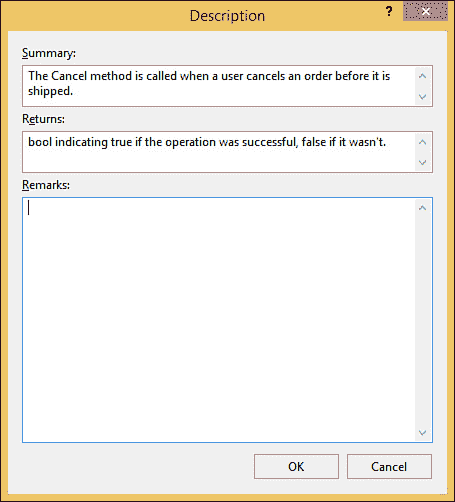 Description
?
Summary:
The Cancel method is called when a user cancels an order before it is
shipped.
Returns:
bool indicating true if the operation was successful, false if it wasn't.
Remarks:
OK
Cancel